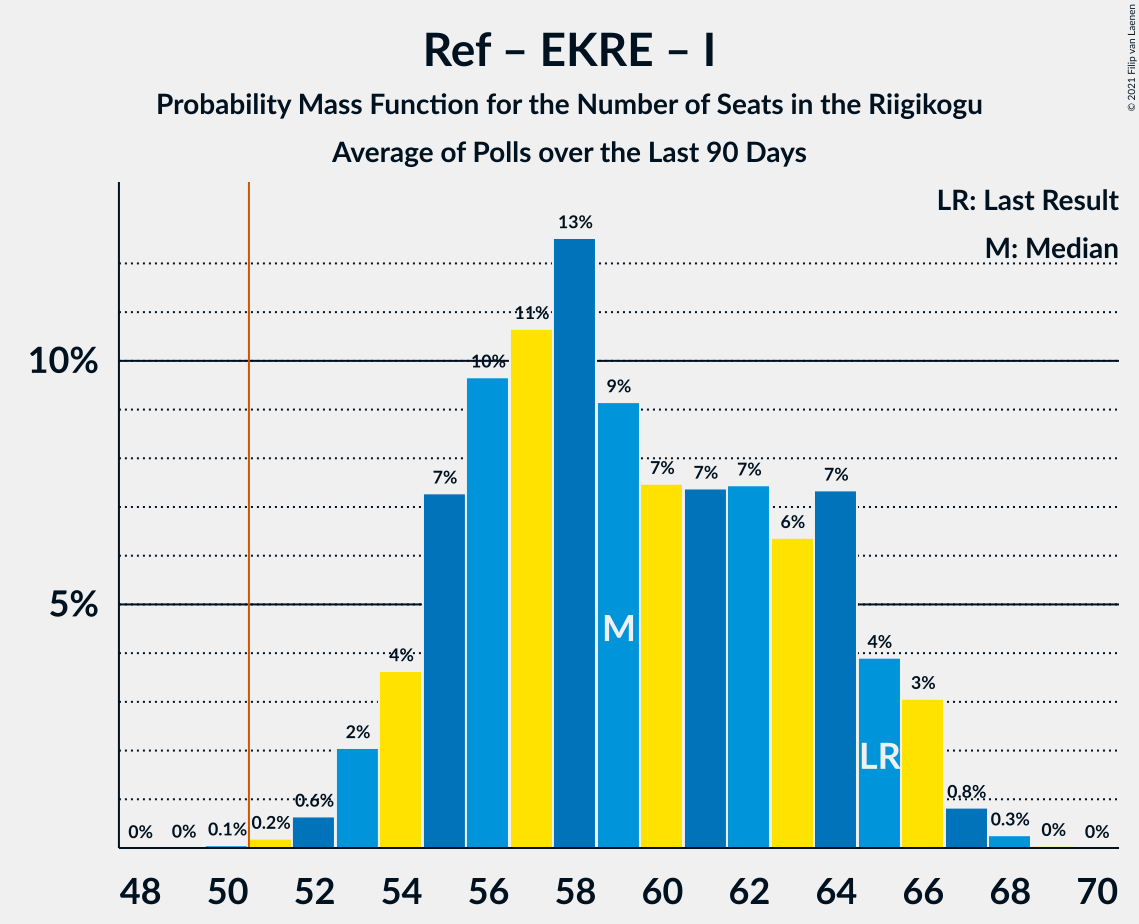 Ref – EKRE – I
Probability Mass Function for the Number of Seats in the Riigikogu
Average of Polls over the Last 90 Days
© 2021 Filip van Laenen
LR: Last Result
M: Median
13%
11%
10%
10%
9%
7%
7%
7%
7%
7%
6%
5%
M
4%
4%
3%
2%
LR
0%
0%
0.1%
0.2%
0.6%
0.8%
0.3%
0%
0%
48 50 52 54 56 58 60 62 64 66 68 70